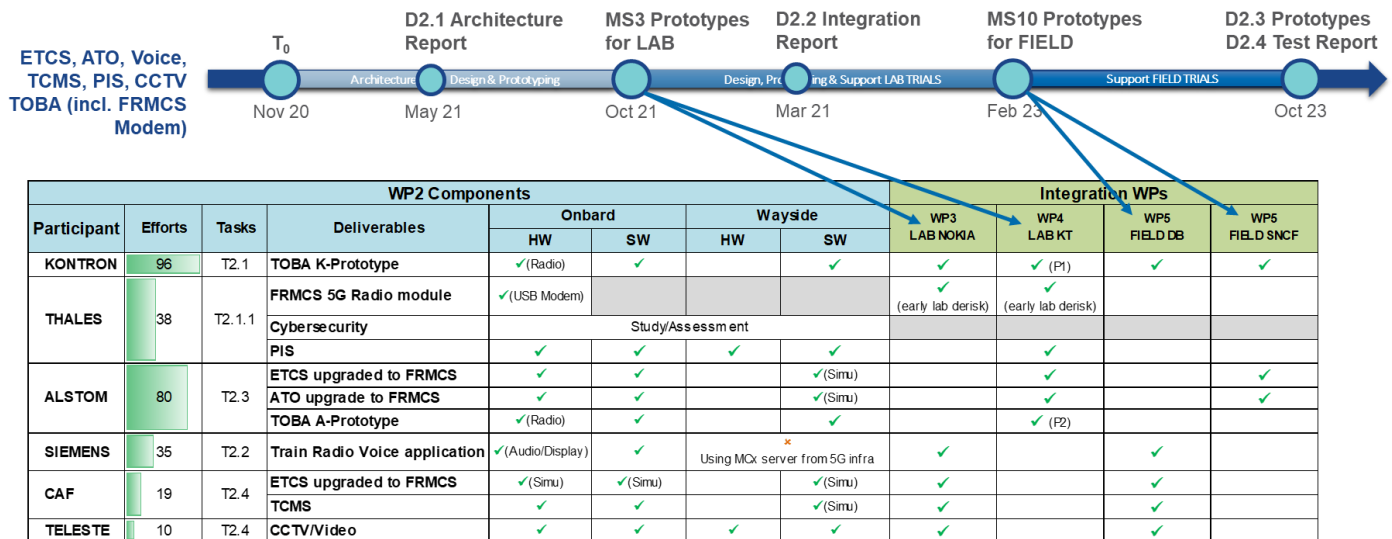 D2.1 Architecture Report
MS3 Prototypes for LAB
D2.2 Integration Report
MS10 Prototypes for FIELD
D2.3 Prototypes
D2.4 Test Report
T0
ETCS, ATO, Voice,
TCMS, PIS, CCTV
TOBA (incl. FRMCS
Modem)
Architecture
Design & Prototyping
Design, Pro
ing & Support LAB TRIALS
Support FIELD TRIALS
Nov 20
May 21
Oct 21
Mar 21
Feb 23
Oct 23
WP2 Components
Integration WPs
Participant
Efforts
Tasks
Deliverables
Onbard
Wayside
HW
SW
HW
SW
WP3
LAB NOKIA
WP4
LAB KT
WP5
FIELD DB
WP5
FIELD SNCF
KONTRON 96 T2.1 TOBA K-Prototype ✓(Radio) ✓ ✓ ✓ ✓ (P1) ✓ ✓
THALES 38 T2.1.1
FRMCS 5G Radio module ✓(USB Modem) ✓ (early lab derisk) ✓ (early lab derisk)
Cybersecurity Study/Assessment
PIS ✓ ✓ ✓ ✓ ✓
ALSTOM 80 T2.3
ETCS upgraded to FRMCS ✓ ✓ ✓(Simu) ✓ ✓
ATO upgrade to FRMCS ✓ ✓ ✓(Simu) ✓ ✓
TOBA A-Prototype ✓(Radio) ✓ ✓ ✓ (P2)
SIEMENS 35 T2.2 Train Radio Voice application ✓(Audio/Display) ✓ × Using MCx server from 5G infra ✓ ✓
CAF 19 T2.4
ETCS upgraded to FRMCS ✓(Simu) ✓(Simu) ✓(Simu) ✓ ✓
TCMS ✓ ✓ ✓(Simu) ✓ ✓
TELESTE 10 T2.4 CCTV/Video ✓ ✓ ✓ ✓ ✓ ✓